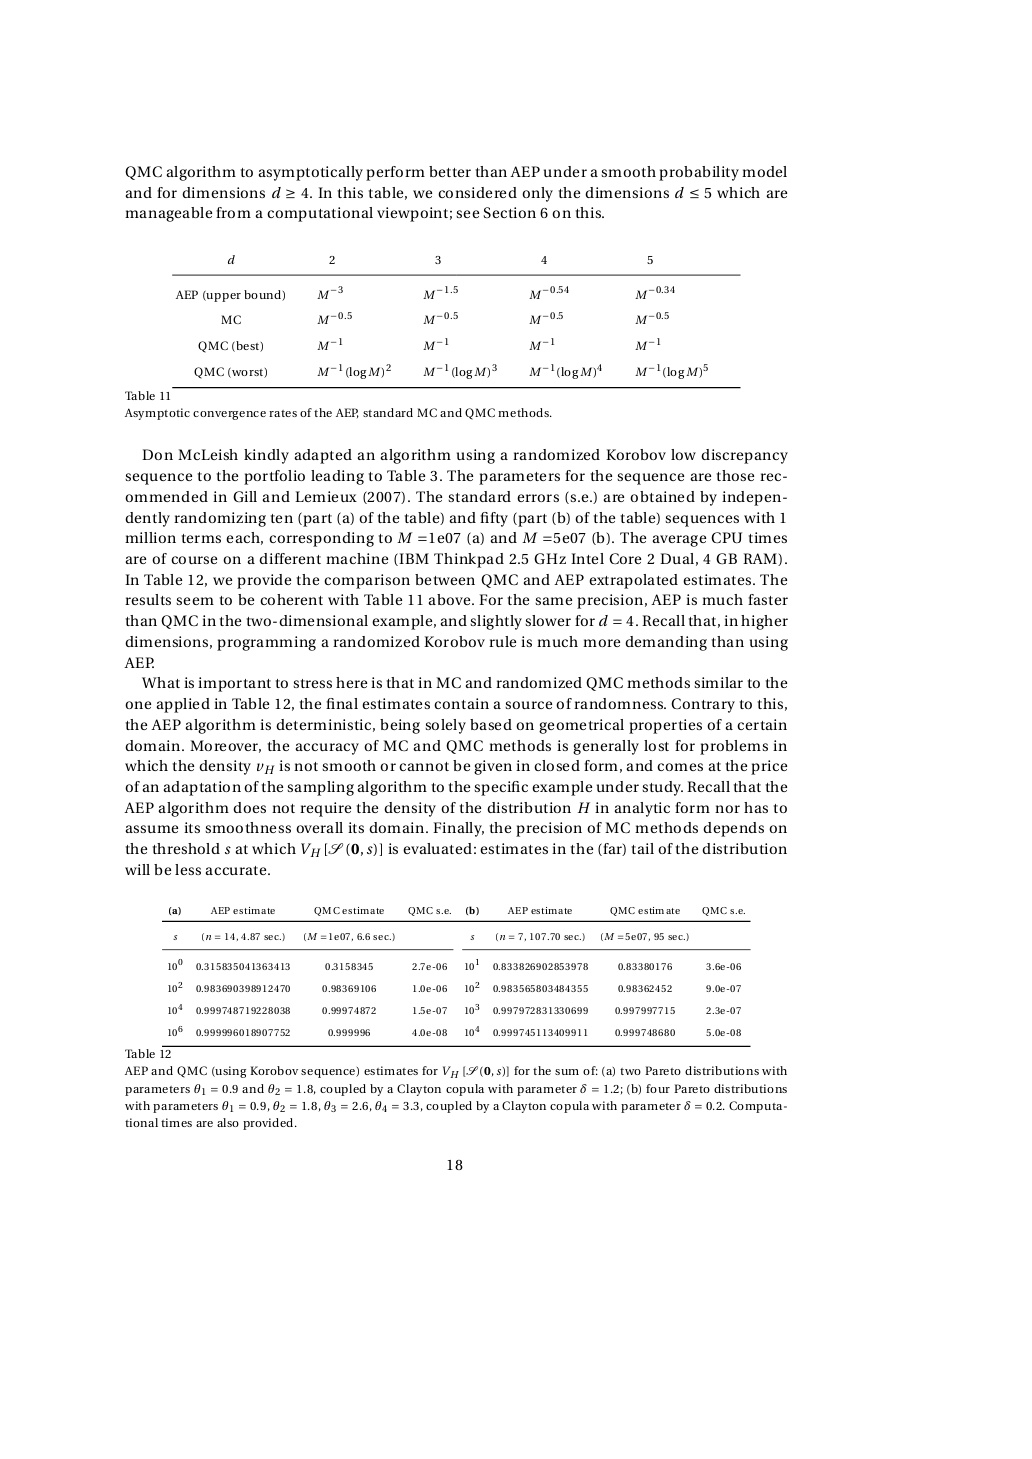 QMC algorithm to asymptotically perform better than AEP under a smooth probability model
and for dimensions d ≥ 4. In this table, we considered only the dimensions d ≤ 5 which are
manageable from a computational viewpoint; see Section 6 on this.
d 2 3 4 5
AEP (upper bound) M^−3 M^−1.5 M^−0.54 M^−0.34
MC M^−0.5 M^−0.5 M^−0.5 M^−0.5
QMC (best) M^−1 M^−1 M^−1 M^−1
QMC (worst) M^−1(log M)^2 M^−1(log M)^3 M^−1(log M)^4 M^−1(log M)^5
Table 11
Asymptotic convergence rates of the AEP, standard MC and QMC methods.
Don McLeish kindly adapted an algorithm using a randomized Korobov low discrepancy
sequence to the portfolio leading to Table 3. The parameters for the sequence are those rec-
ommended in Gill and Lemieux (2007). The standard errors (s.e.) are obtained by indepen-
dently randomizing ten (part (a) of the table) and fifty (part (b) of the table) sequences with 1
million terms each, corresponding to M =1e07 (a) and M =5e07 (b). The average CPU times
are of course on a different machine (IBM Thinkpad 2.5 GHz Intel Core 2 Dual, 4 GB RAM).
In Table 12, we provide the comparison between QMC and AEP extrapolated estimates. The
results seem to be coherent with Table 11 above. For the same precision, AEP is much faster
than QMC in the two-dimensional example, and slightly slower for d = 4. Recall that, in higher
dimensions, programming a randomized Korobov rule is much more demanding than using
AEP.
What is important to stress here is that in MC and randomized QMC methods similar to the
one applied in Table 12, the final estimates contain a source of randomness. Contrary to this,
the AEP algorithm is deterministic, being solely based on geometrical properties of a certain
domain. Moreover, the accuracy of MC and QMC methods is generally lost for problems in
which the density v_H is not smooth or cannot be given in closed form, and comes at the price
of an adaptation of the sampling algorithm to the specific example under study. Recall that the
AEP algorithm does not require the density of the distribution H in analytic form nor has to
assume its smoothness overall its domain. Finally, the precision of MC methods depends on
the threshold s at which V_H[𝒮(0, s)] is evaluated: estimates in the (far) tail of the distribution
will be less accurate.
(a) AEP estimate QMC estimate QMC s.e. (b) AEP estimate QMC estimate QMC s.e.
s (n = 14, 4.87 sec.) (M =1e07, 6.6 sec.) s (n = 7, 107.70 sec.) (M =5e07, 95 sec.)
10^0 0.315835041363413 0.3158345 2.7e-06 10^1 0.833826902853978 0.83380176 3.6e-06
10^2 0.983690398912470 0.98369106 1.0e-06 10^2 0.983565803484355 0.98362452 9.0e-07
10^4 0.999748719228038 0.99974872 1.5e-07 10^3 0.997972831330699 0.997997715 2.3e-07
10^6 0.999996018907752 0.999996 4.0e-08 10^4 0.999745113409911 0.999748680 5.0e-08
Table 12
AEP and QMC (using Korobov sequence) estimates for V_H [𝒮(0, s)] for the sum of: (a) two Pareto distributions with
parameters θ1 = 0.9 and θ2 = 1.8, coupled by a Clayton copula with parameter δ = 1.2; (b) four Pareto distributions
with parameters θ1 = 0.9, θ2 = 1.8, θ3 = 2.6, θ4 = 3.3, coupled by a Clayton copula with parameter δ = 0.2. Computa-
tional times are also provided.
18